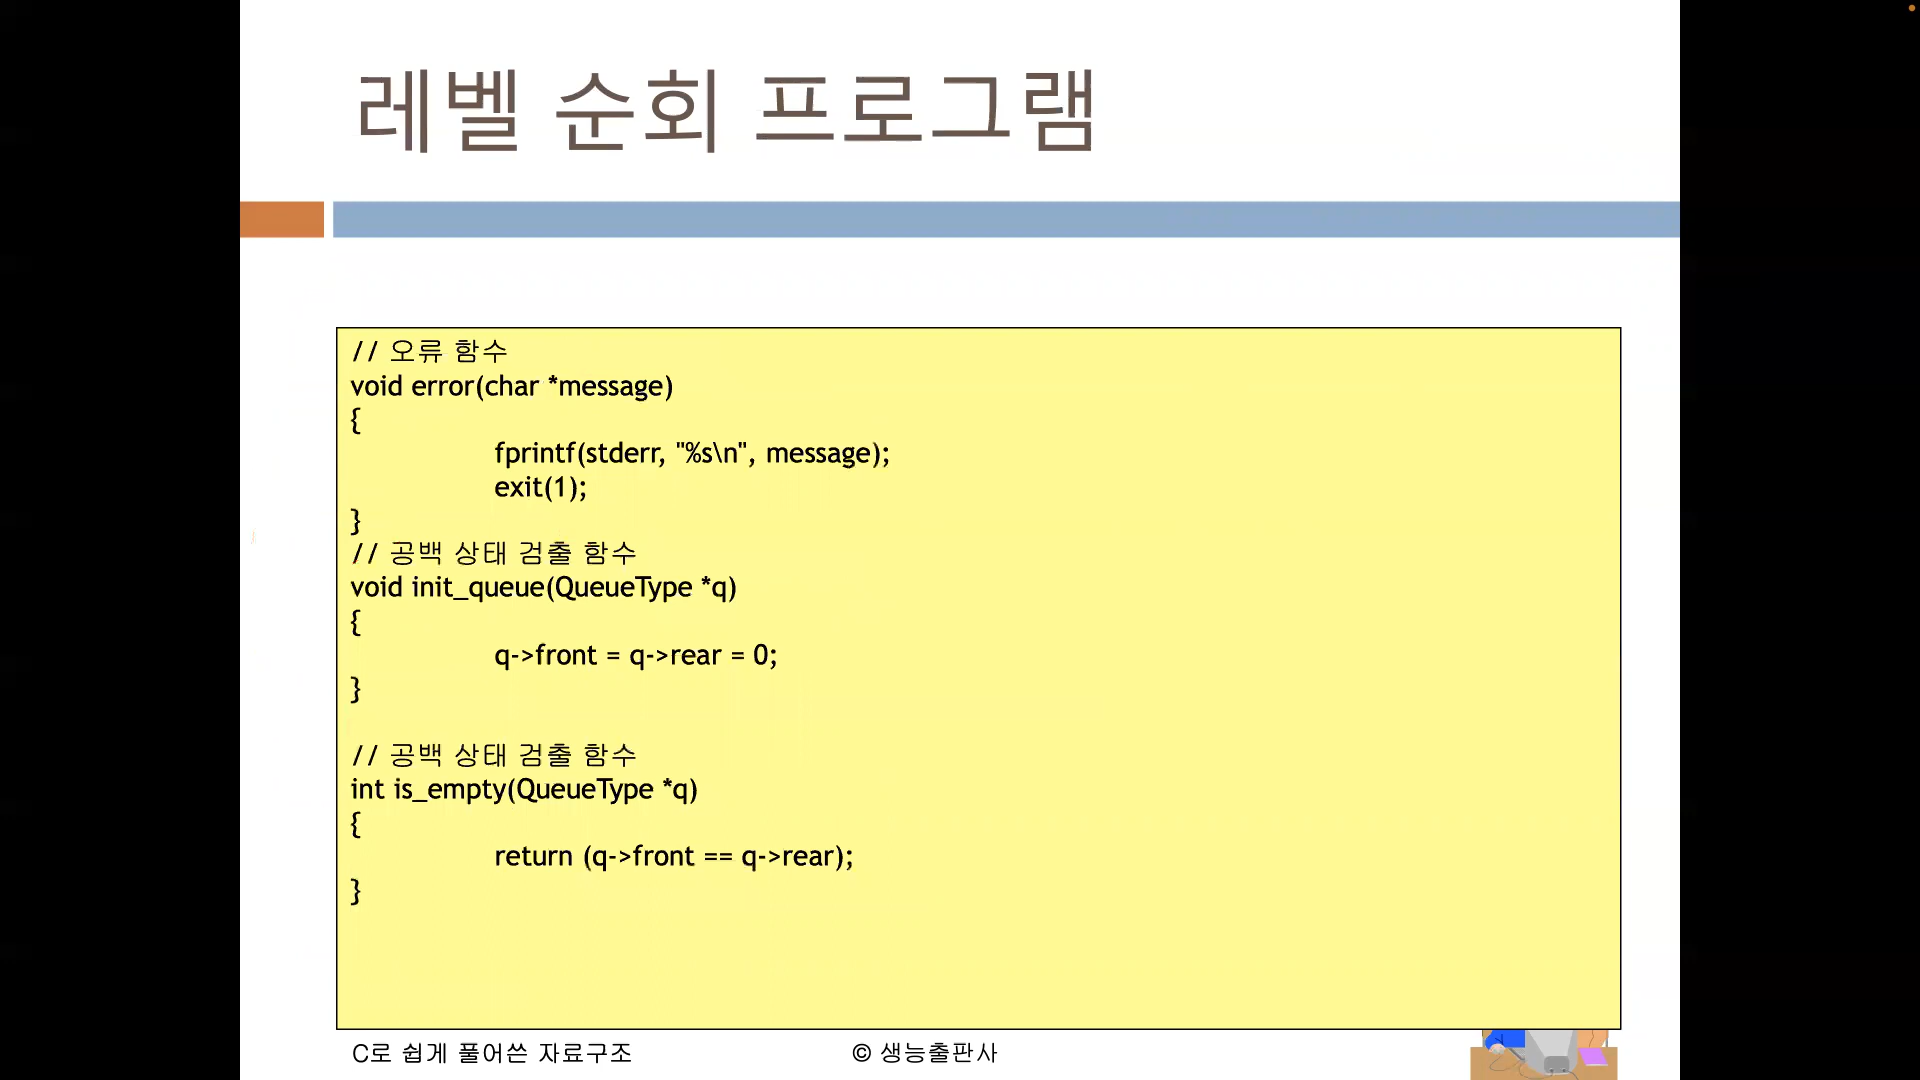 레벨 순회 프로그램
// 오류 함수
void error(char *message)
{
fprintf(stderr, "%s\n", message);
exit(1);
}
// 공백 상태 검출 함수
void init_queue(QueueType *q)
{
q->front = q->rear = 0;
}
// 공백 상태 검출 함수
int is_empty(QueueType *q)
{
return (q->front == q->rear);
}
C로 쉽게 풀어쓴 자료구조
© 생능출판사